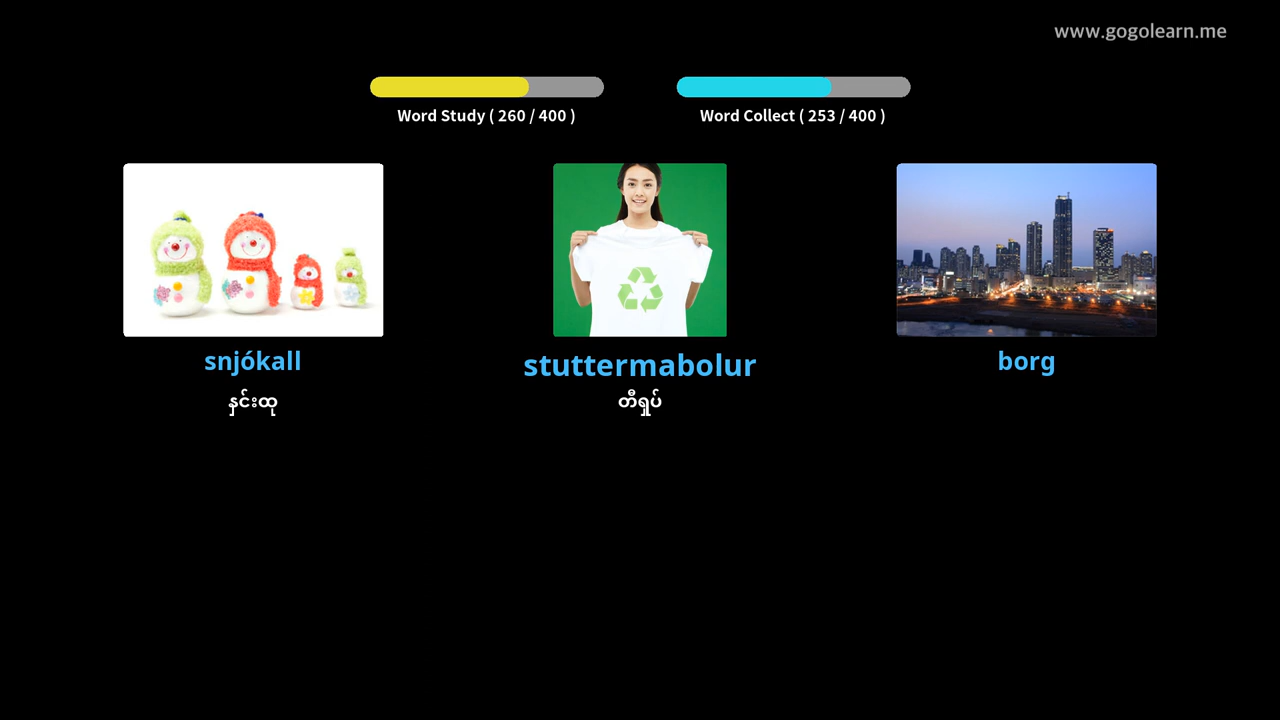 www.gogolearn.me
Word Study ( 260 / 400 )
Word Collect ( 253 / 400 )
snjókall
stuttermabolur
borg
နှင်းထု
တီရှပ်